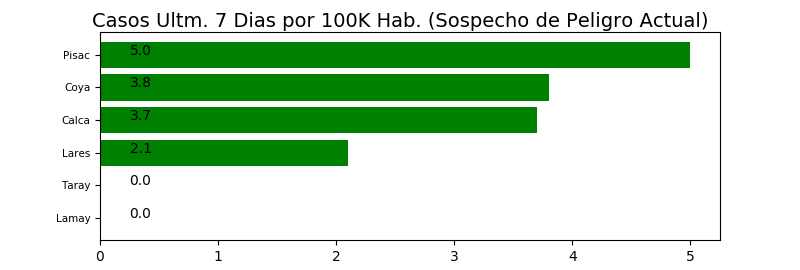 Casos Ultm. 7 Dias por 100K Hab. (Sospecho de Peligro Actual)
Pisac 5.0
Coya 3.8
Calca 3.7
Lares 2.1
Taray 0.0
Lamay 0.0
0 1 2 3 4 5